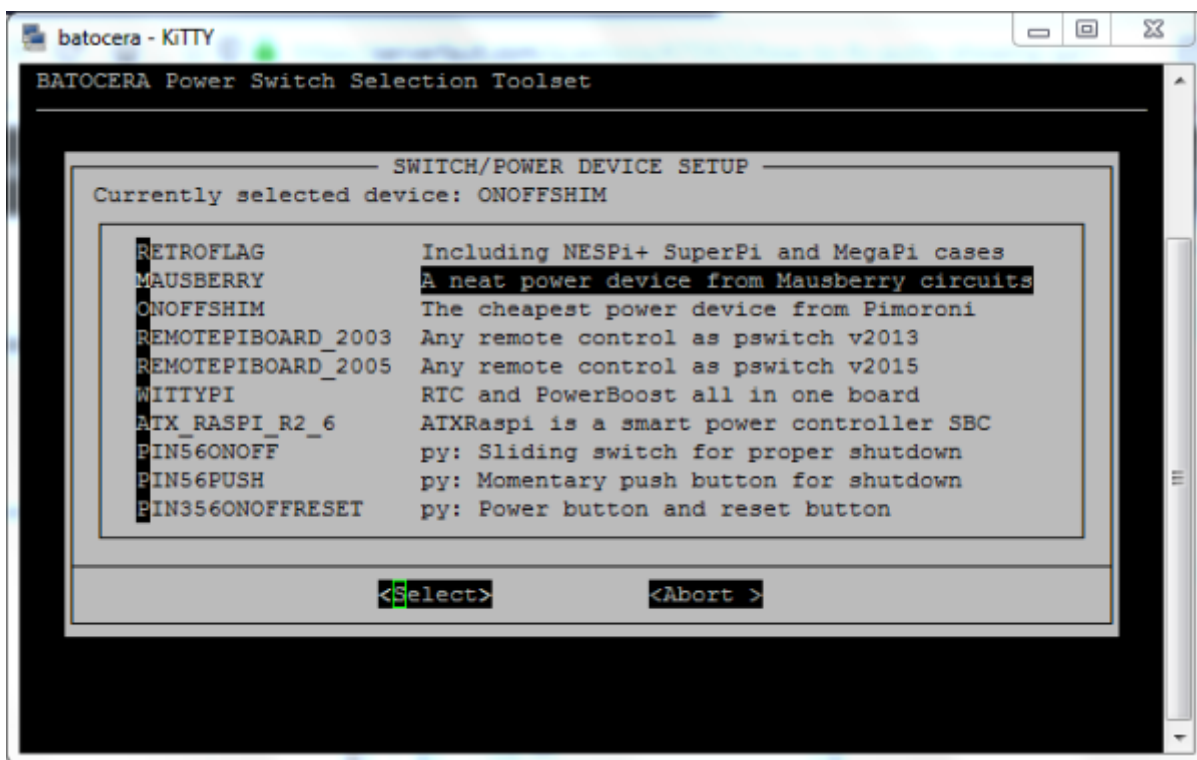 batocera - KiTTY
BATOCERA Power Switch Selection Toolset
SWITCH/POWER DEVICE SETUP
Currently selected device: ONOFFSHIM
RETROFLAG Including NESPi+ SuperPi and MegaPi cases
MAUSBERRY A neat power device from Mausberry circuits
ONOFFSHIM The cheapest power device from Pimoroni
REMOTEPIBOARD_2003 Any remote control as pswitch v2013
REMOTEPIBOARD_2005 Any remote control as pswitch v2015
WITTYPI RTC and PowerBoost all in one board
ATX_RASPI_R2_6 ATXRaspi is a smart power controller SBC
PIN56ONOFF py: Sliding switch for proper shutdown
PIN56PUSH py: Momentary push button for shutdown
PIN356ONOFFRESET py: Power button and reset button
<Select> <Abort >